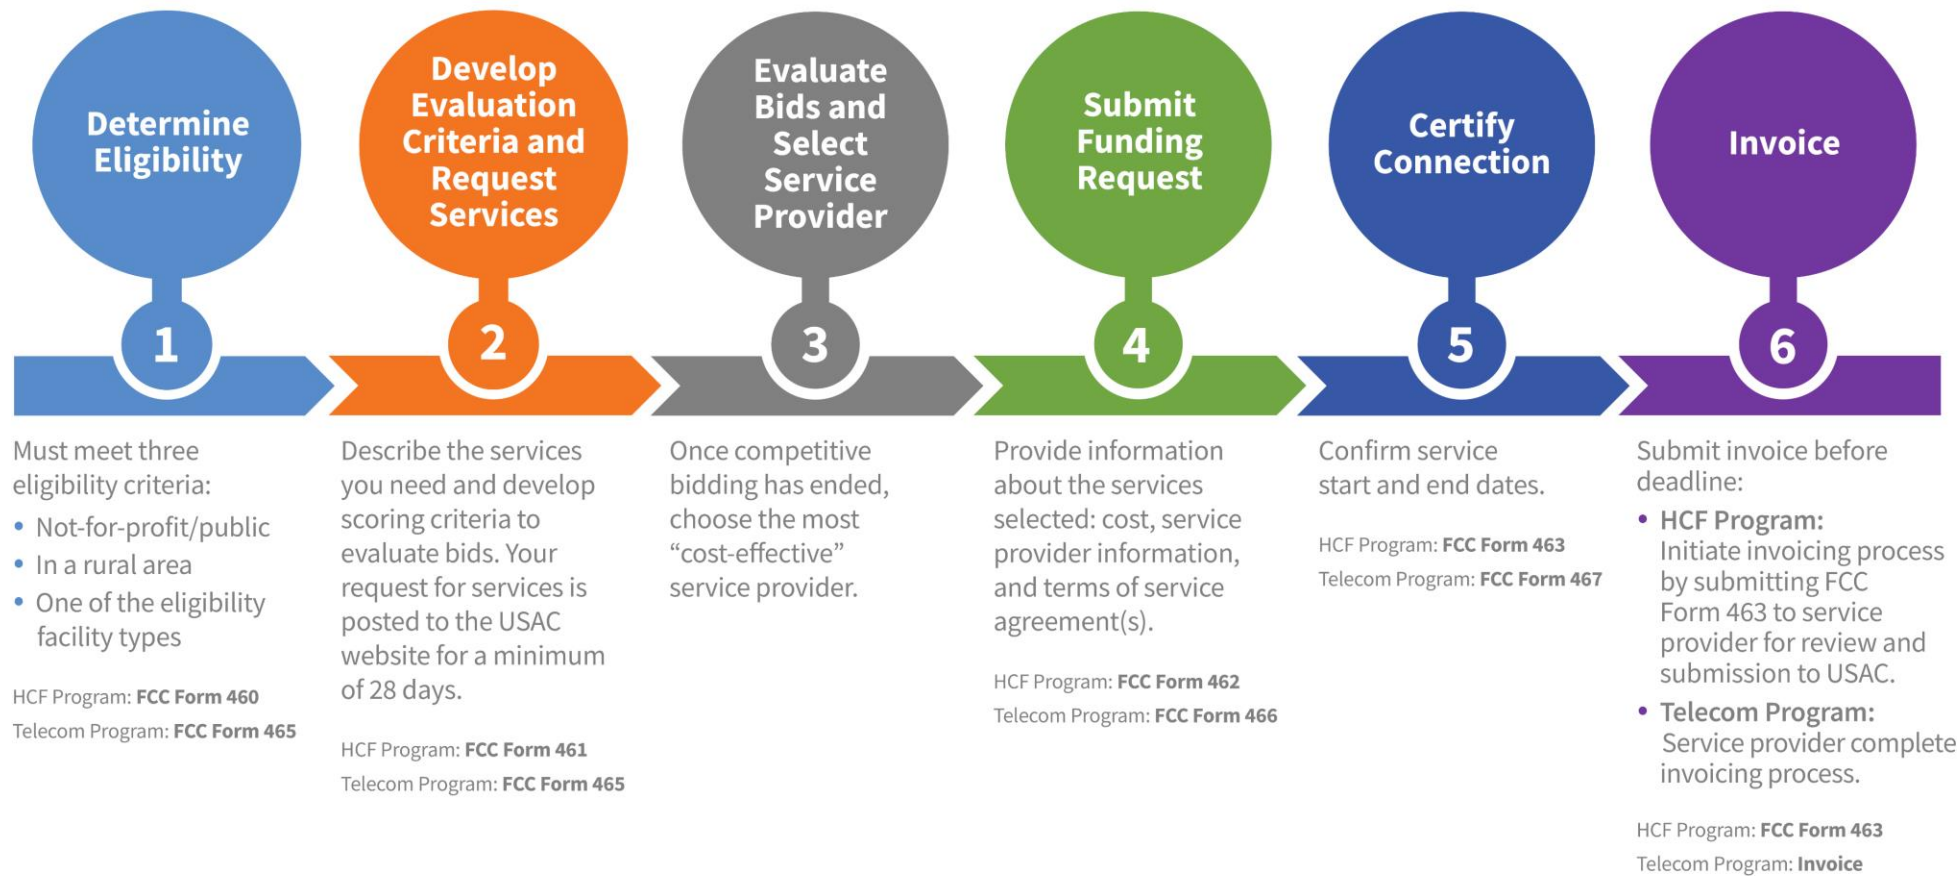 Determine
Eligibility
1
Must meet three
eligibility criteria:
• Not-for-profit/public
• In a rural area
• One of the eligibility
facility types
HCF Program: FCC Form 460
Telecom Program: FCC Form 465
Develop
Evaluation
Criteria and
Request
Services
2
Describe the services
you need and develop
scoring criteria to
evaluate bids. Your
request for services is
posted to the USAC
website for a minimum
of 28 days.
HCF Program: FCC Form 461
Telecom Program: FCC Form 465
Evaluate
Bids and
Select
Service
Provider
3
Once competitive
bidding has ended,
choose the most
“cost-effective”
service provider.
Submit
Funding
Request
4
Provide information
about the services
selected: cost, service
provider information,
and terms of service
agreement(s).
HCF Program: FCC Form 462
Telecom Program: FCC Form 466
Certify
Connection
5
Confirm service
start and end dates.
HCF Program: FCC Form 463
Telecom Program: FCC Form 467
Invoice
6
Submit invoice before
deadline:
• HCF Program:
Initiate invoicing process
by submitting FCC
Form 463 to service
provider for review and
submission to USAC.
• Telecom Program:
Service provider complete
invoicing process.
HCF Program: FCC Form 463
Telecom Program: Invoice